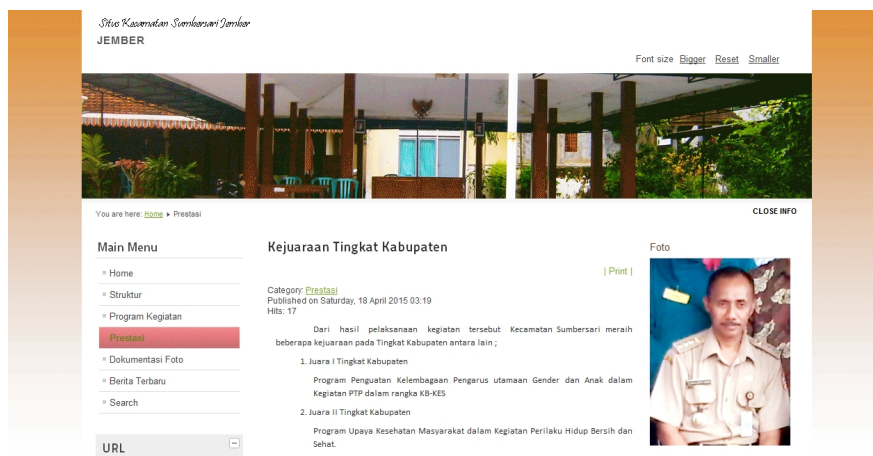 Situs Kecamatan Sumbersari Jember
JEMBER
Font size Bigger Reset Smaller
You are here: Home Prestasi
CLOSE INFO
Main Menu
Home
Struktur
Program Kegiatan
Prestasi
Dokumentasi Foto
Berita Terbaru
Search
URL
Kejuaraan Tingkat Kabupaten
| Print |
Category: Prestasi
Published on Saturday, 18 April 2015 03:19
Hits: 17
Dari hasil pelaksanaan kegiatan tersebut Kecamatan Sumbersari meraih
beberapa kejuaraan pada Tingkat Kabupaten antara lain ;
1. Juara I Tingkat Kabupaten
Program Penguatan Kelembagaan Pengarus utamaan Gender dan Anak dalam
Kegiatan PTP dalam rangka KB-KES
2. Juara II Tingkat Kabupaten
Program Upaya Kesehatan Masyarakat dalam Kegiatan Perilaku Hidup Bersih dan
Sehat.
Foto